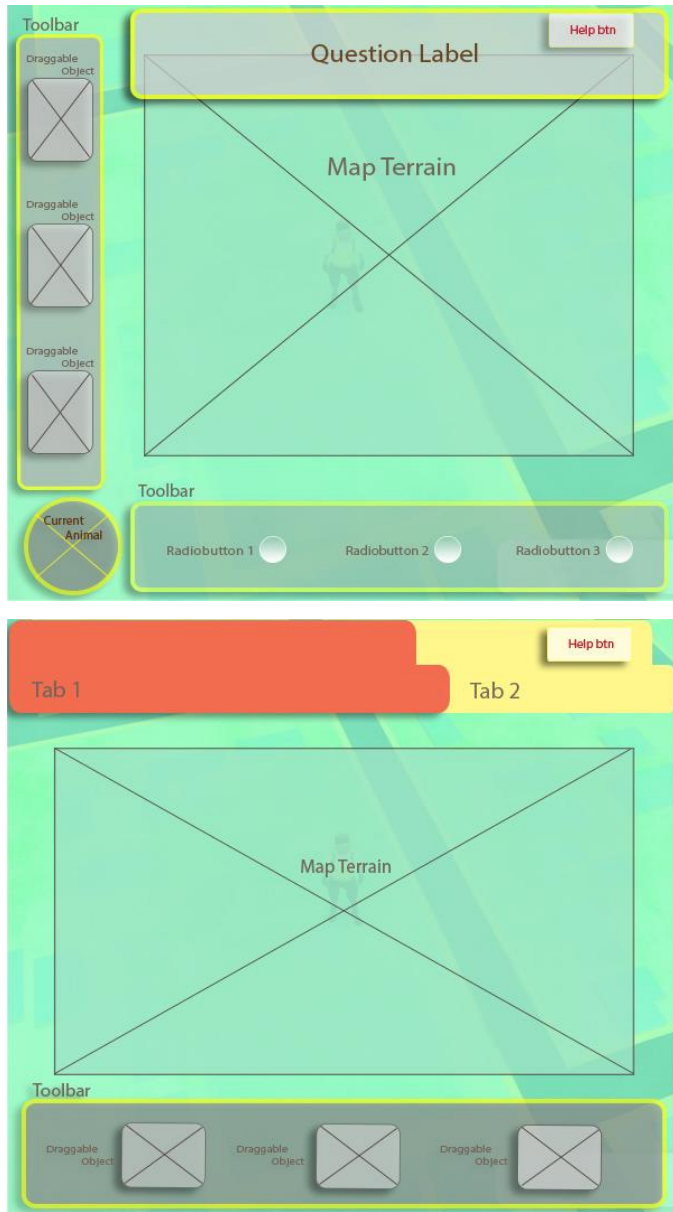 Toolbar
Help btn
Question Label
Draggable
Object
Map Terrain
Draggable
Object
Draggable
Object
Toolbar
Current
Animal
Radiobutton 1
Radiobutton 2
Radiobutton 3
Help btn
Tab 1
Tab 2
Map Terrain
Toolbar
Draggable
Object
Draggable
Object
Draggable
Object